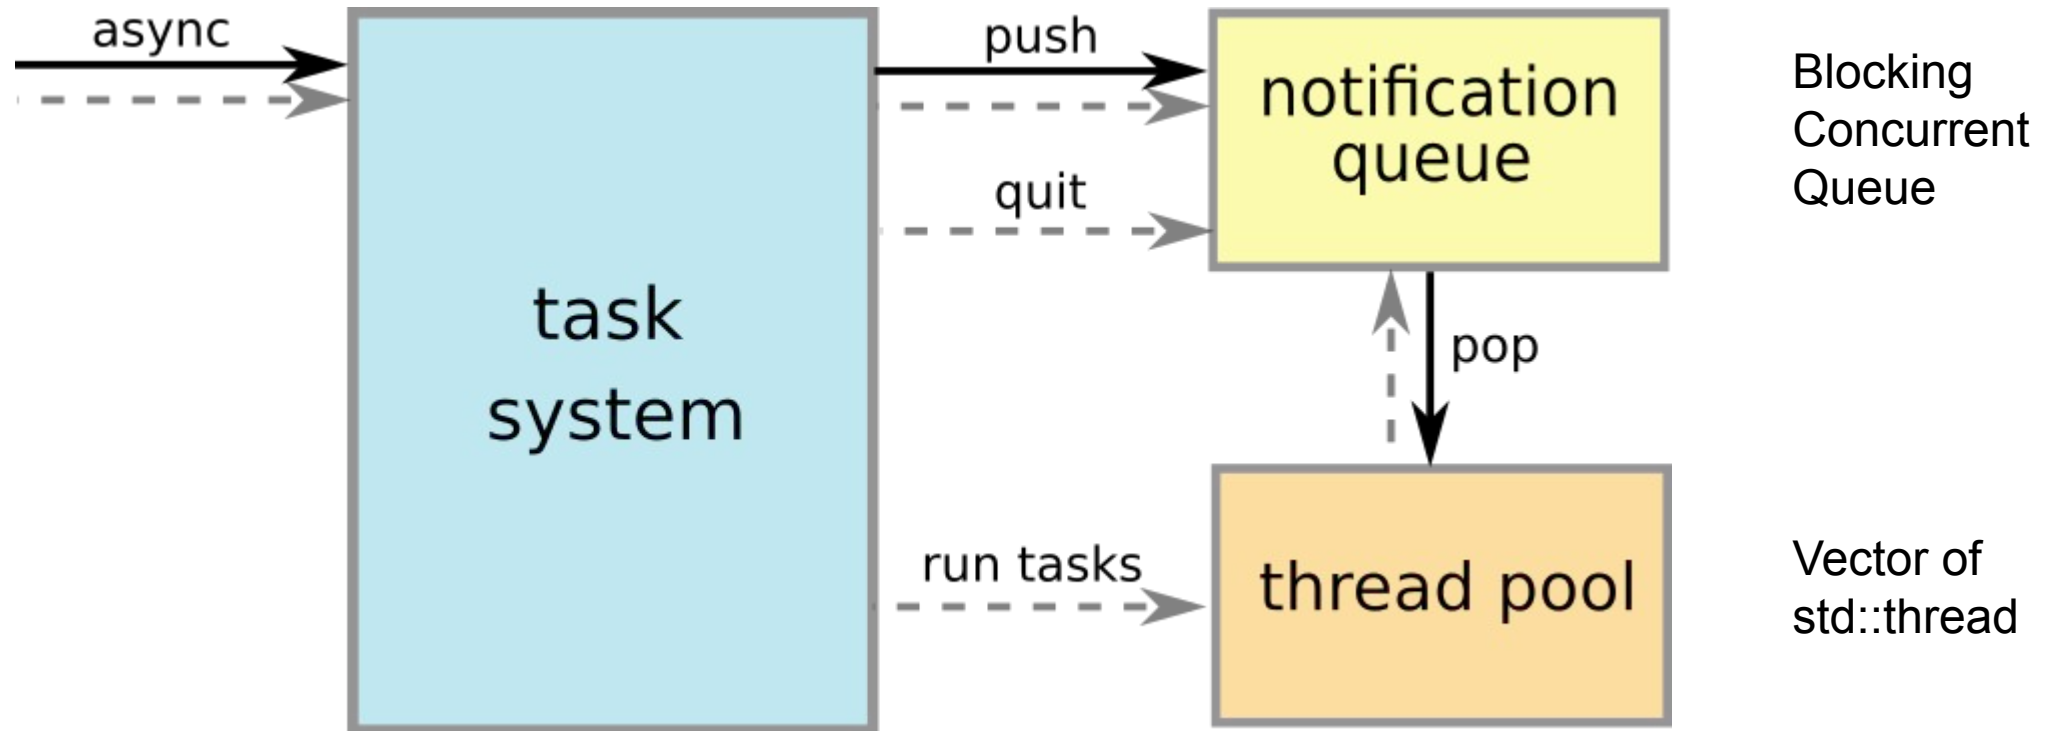 async
push
notification
queue
Blocking
Concurrent
Queue
quit
task
system
pop
run tasks
thread pool
Vector of
std::thread